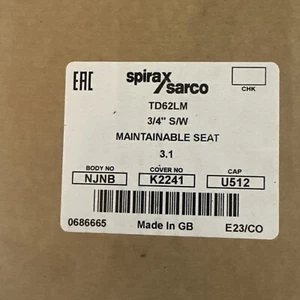 EAC
spirax
sarco
CHK
TD62LM
3/4" S/W
MAINTAINABLE SEAT
3.1
BODY NO COVER NO CAP
NJNB K2241 U512
0686665 Made In GB E23/CO